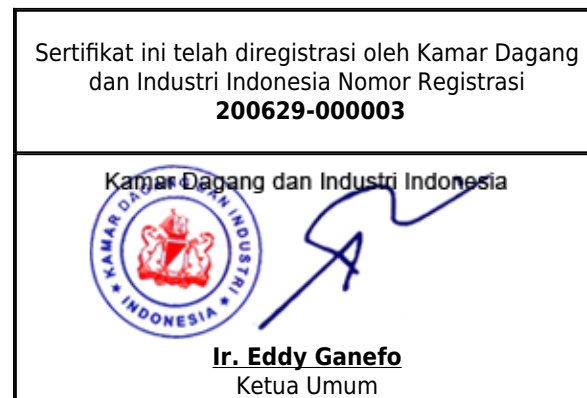 Sertifikat ini telah diregistrasi oleh Kamar Dagang
dan Industri Indonesia Nomor Registrasi
200629-000003
Kamar Dagang dan Industri Indonesia
KAMAR DAGANG DAN INDUSTRI
INDONESIA
Ir. Eddy Ganefo
Ketua Umum